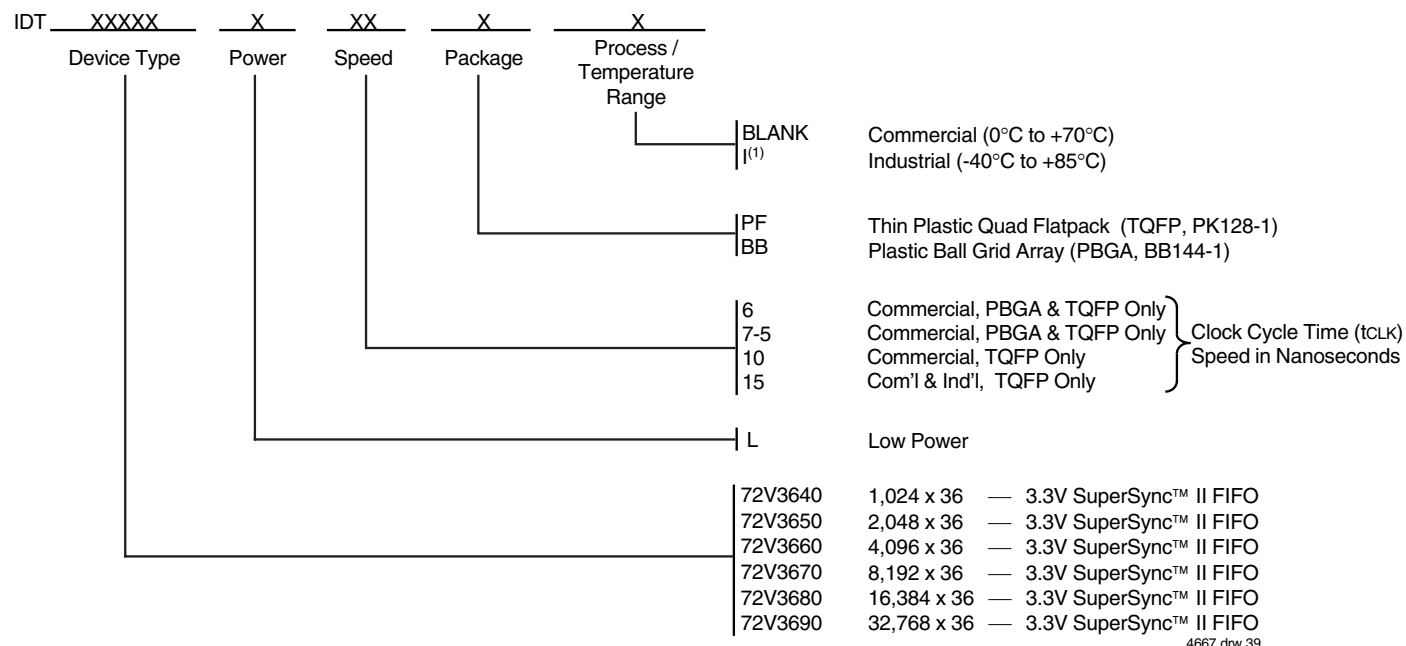 IDT XXXXX X XX X X
Device Type Power Speed Package Process / Temperature Range
BLANK Commercial (0°C to +70°C)
I(1) Industrial (-40°C to +85°C)
PF Thin Plastic Quad Flatpack (TQFP, PK128-1)
BB Plastic Ball Grid Array (PBGA, BB144-1)
6 Commercial, PBGA & TQFP Only
7-5 Commercial, PBGA & TQFP Only
10 Commercial, TQFP Only
15 Com'l & Ind'l, TQFP Only
Clock Cycle Time (tCLK)
Speed in Nanoseconds
L Low Power
72V3640 1,024 x 36 — 3.3V SuperSync™ II FIFO
72V3650 2,048 x 36 — 3.3V SuperSync™ II FIFO
72V3660 4,096 x 36 — 3.3V SuperSync™ II FIFO
72V3670 8,192 x 36 — 3.3V SuperSync™ II FIFO
72V3680 16,384 x 36 — 3.3V SuperSync™ II FIFO
72V3690 32,768 x 36 — 3.3V SuperSync™ II FIFO
4667 drw 39